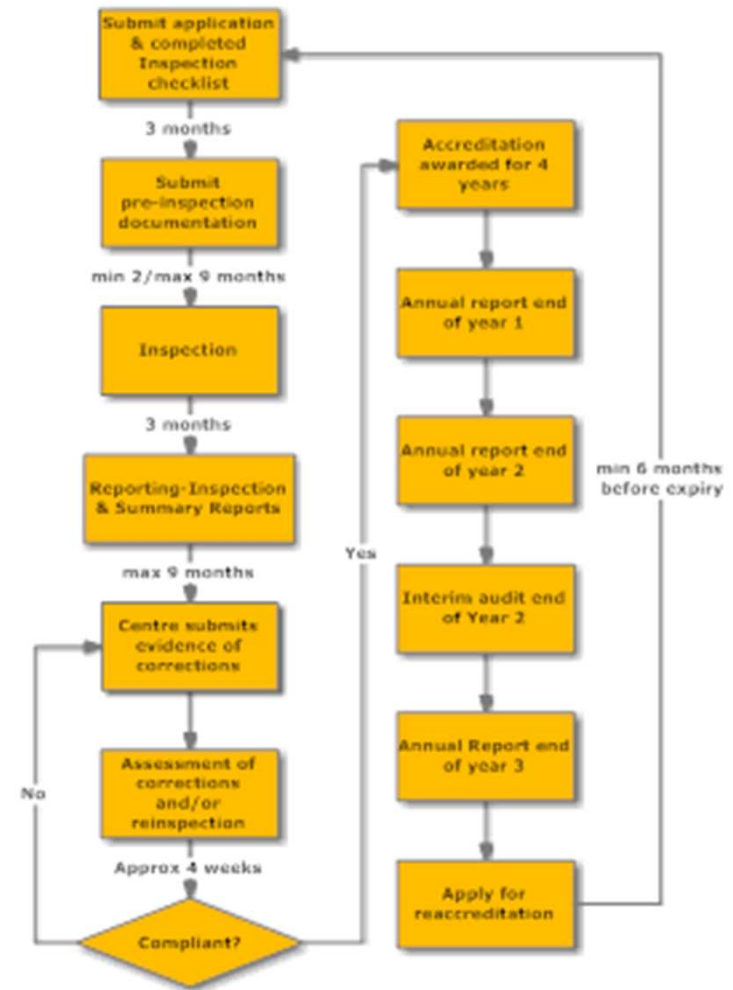 Submit application
& completed
Inspection
checklist
3 months
Submit
pre-inspection
documentation
min 2/max 9 months
Inspection
3 months
Reporting-Inspection
& Summary Reports
max 9 months
Centre submits
evidence of
corrections
Assessment of
corrections
and/or
reinspection
No
Approx 4 weeks
Compliant?
Yes
Accreditation
awarded for 4
years
Annual report end
of year 1
Annual report end
of year 2
Interim audit end
of Year 2
Annual Report end
of year 3
Apply for
reaccreditation
min 6 months
before expiry